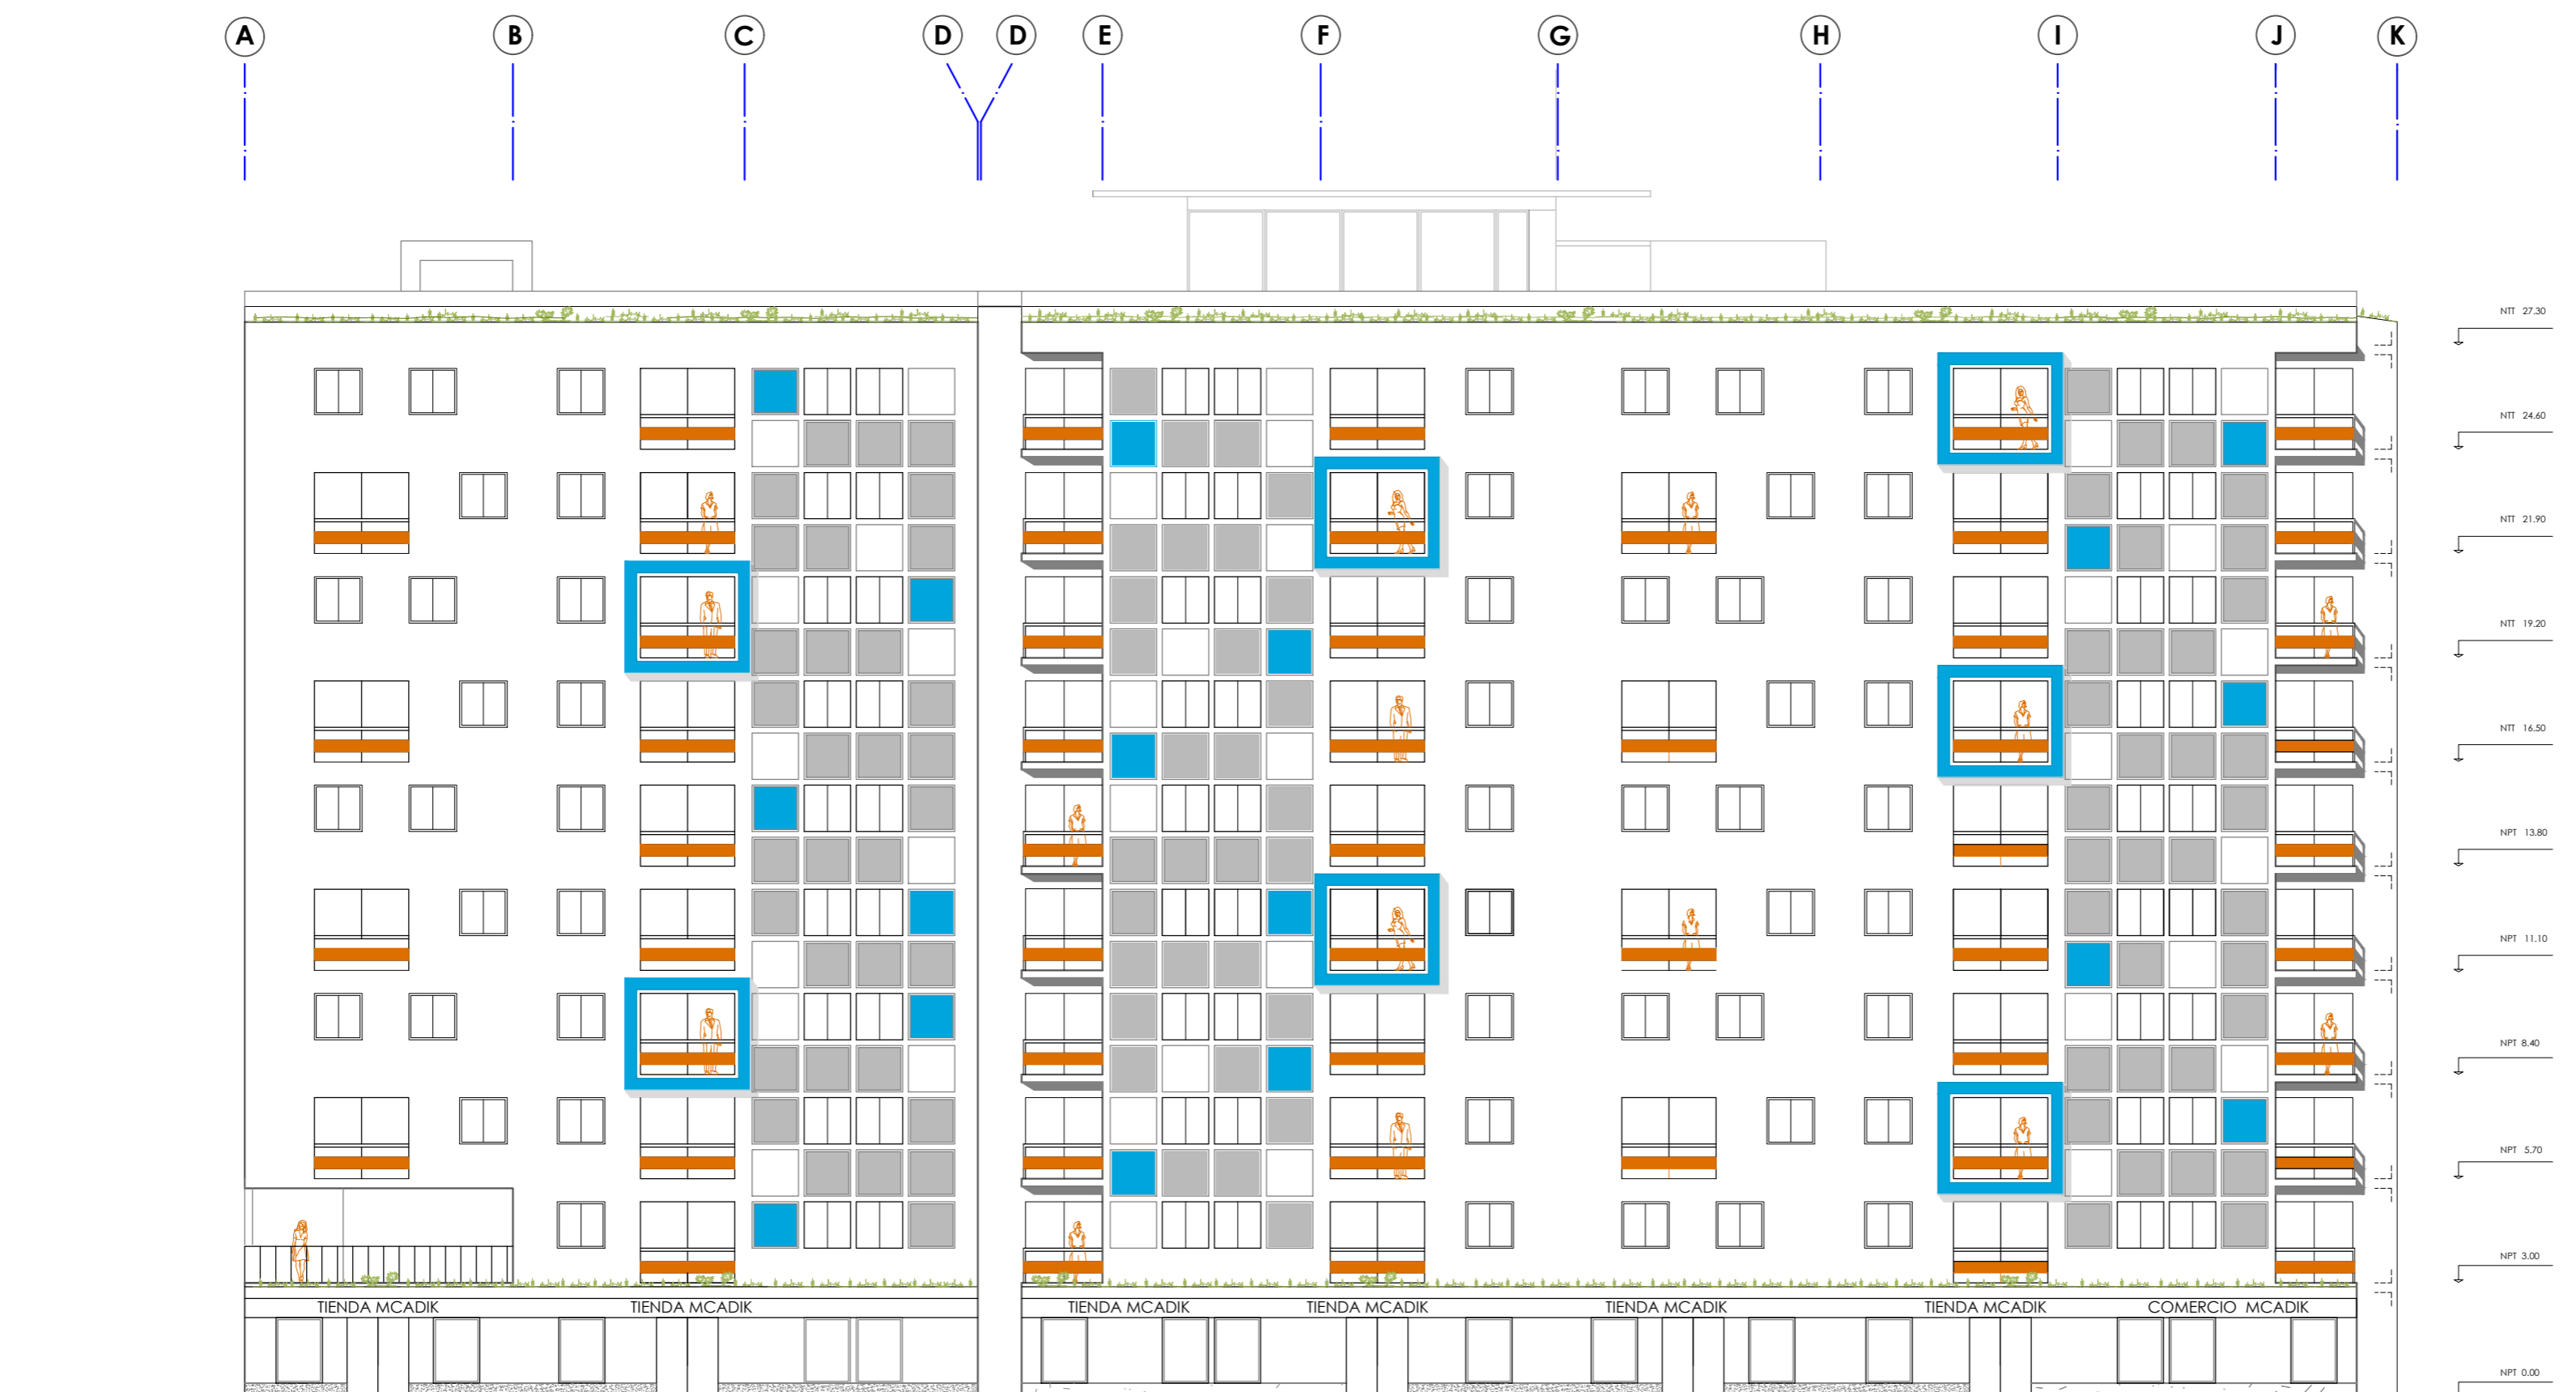 A B C D D E F G H I J K
NTT 27.30
NTT 24.60
NTT 21.90
NTT 19.20
NTT 16.50
NPT 13.80
NPT 11.10
NPT 8.40
NPT 5.70
NPT 3.00
TIENDA MCADIK TIENDA MCADIK TIENDA MCADIK TIENDA MCADIK TIENDA MCADIK TIENDA MCADIK COMERCIO MCADIK
NPT 0.00